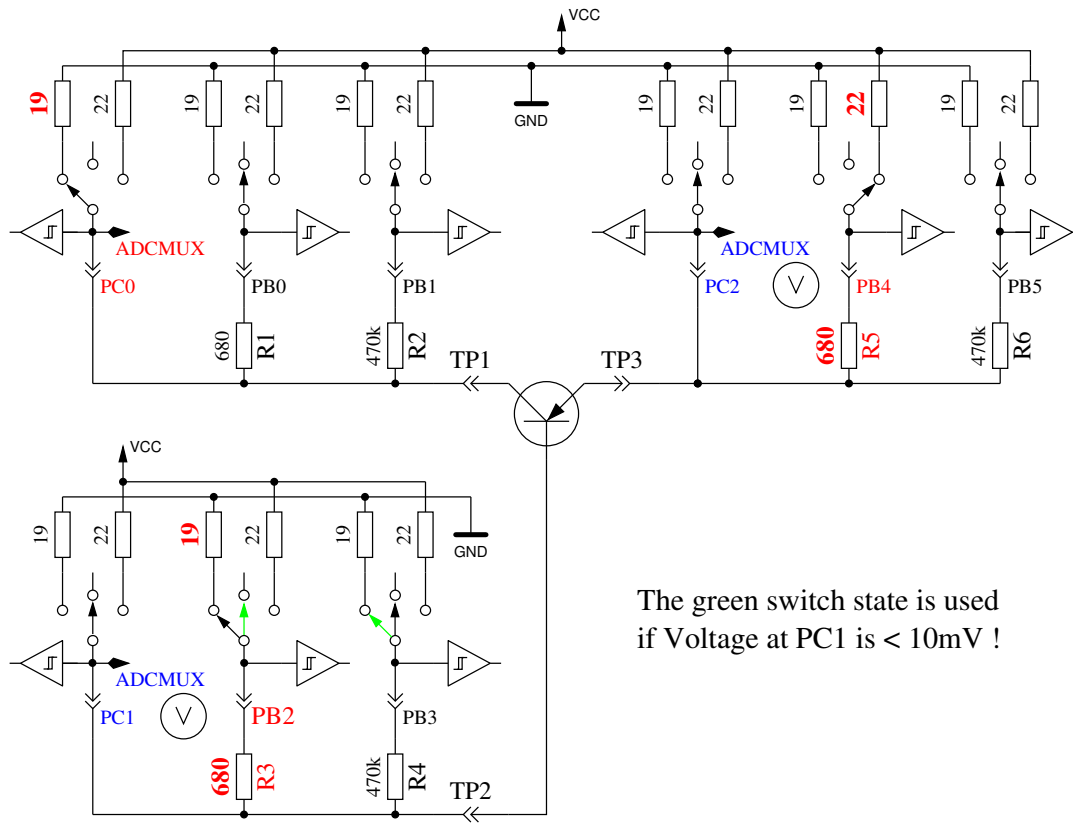 VCC
19
22
19
22
19
22
GND
19
22
19
22
19
22
ADCMUX
ADCMUX
PC0
PB0
PB1
PC2
V
PB4
PB5
680
R1
470k
R2
680
R5
470k
R6
TP1
TP3
VCC
19
22
19
22
19
22
GND
The green switch state is used
if Voltage at PC1 is < 10mV !
ADCMUX
PC1
V
PB2
PB3
680
R3
470k
R4
TP2